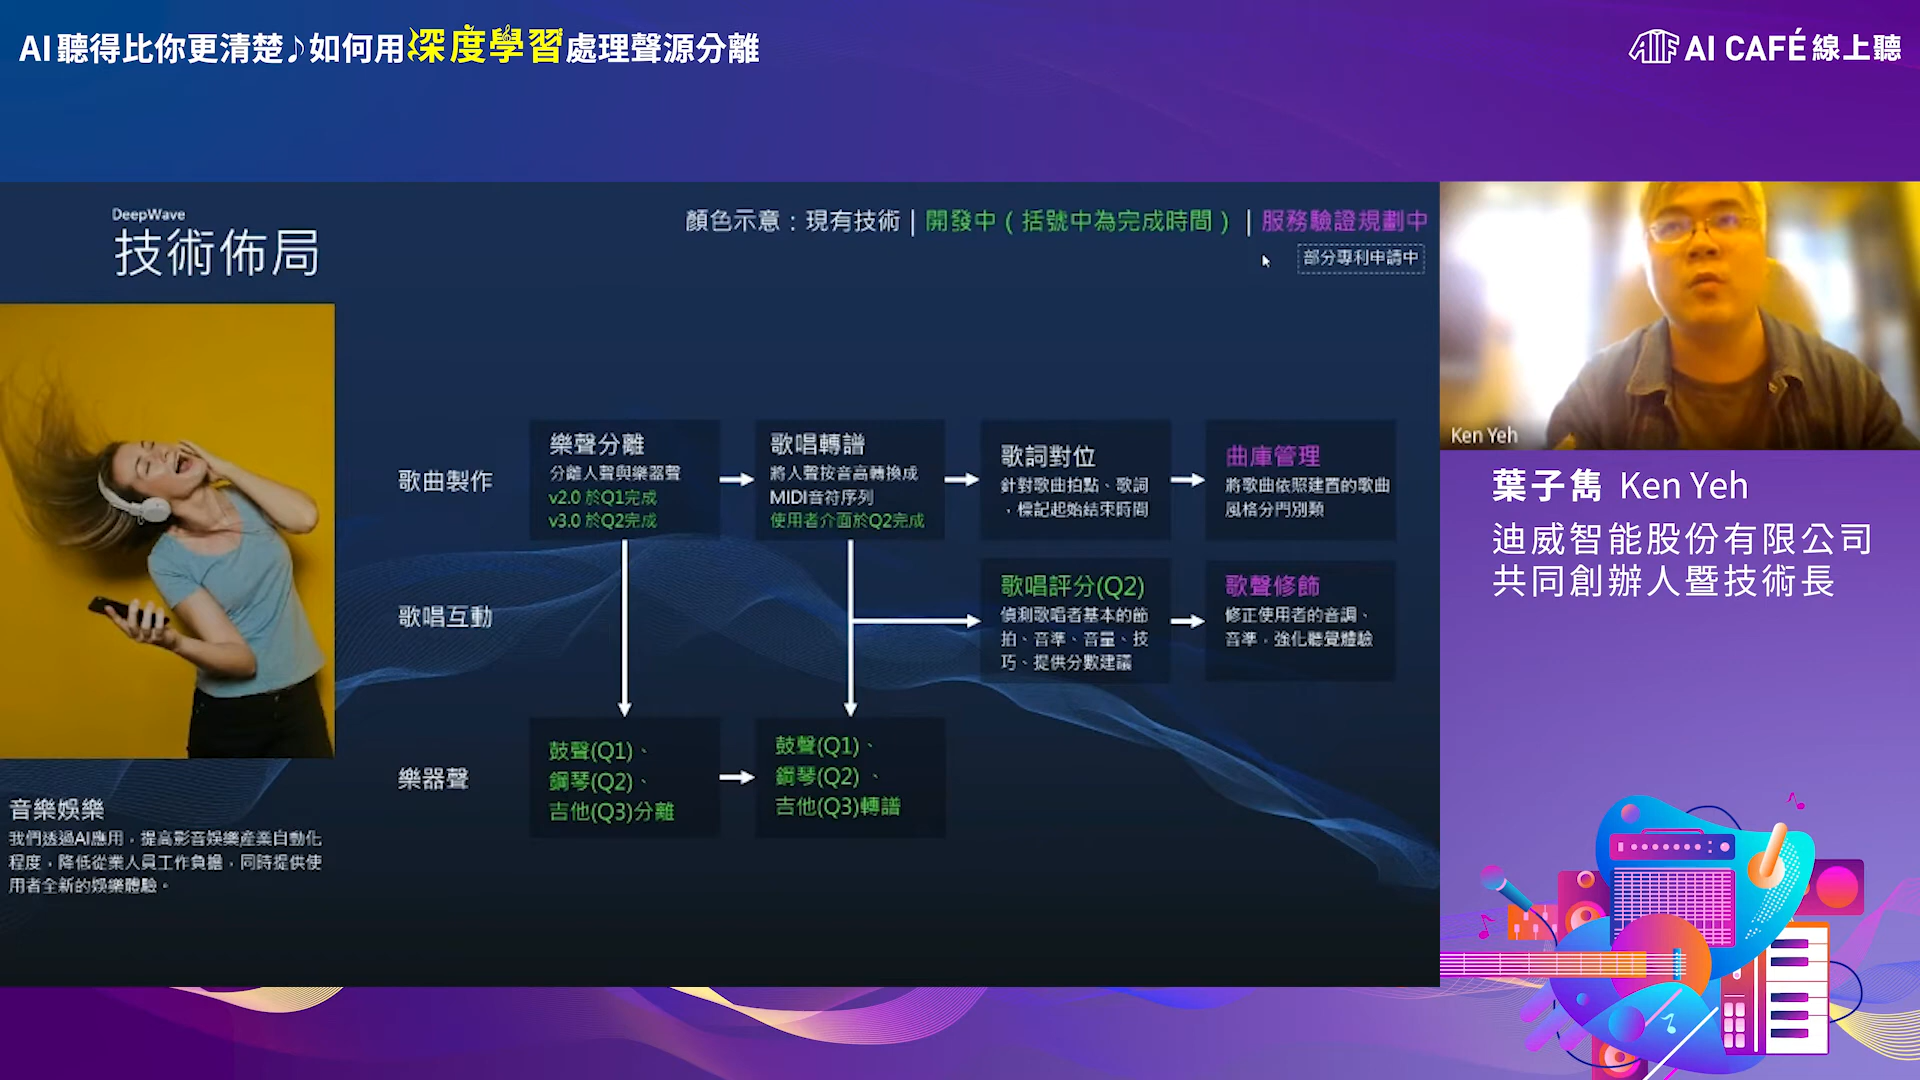 AI聽得比你更清楚♪如何用深度學習處理聲源分離
AIF AI CAFÉ 線上聽
DeepWave
技術佈局
顏色示意：現有技術｜開發中（括號中為完成時間）｜服務驗證規劃中
部分專利申請中
歌曲製作
樂聲分離
分離人聲與樂器聲
v2.0 於Q1完成
v3.0 於Q2完成
歌唱轉譜
將人聲按音高轉換成
MIDI音符序列
使用者介面於Q2完成
歌詞對位
針對歌曲拍點、歌詞
，標記起始結束時間
曲庫管理
將歌曲依照建置的歌曲
風格分門別類
歌唱互動
歌唱評分(Q2)
偵測歌唱者基本的節
拍、音準、音量、技
巧、提供分數建議
歌聲修飾
修正使用者的音調、
音準，強化聽覺體驗
樂器聲
鼓聲(Q1)、
鋼琴(Q2)、
吉他(Q3)分離
鼓聲(Q1)、
鋼琴(Q2)、
吉他(Q3)轉譜
音樂娛樂
我們透過AI應用，提高影音娛樂產業自動化
程度，降低從業人員工作負擔，同時提供使
用者全新的娛樂體驗。
Ken Yeh
葉子雋 Ken Yeh
迪威智能股份有限公司
共同創辦人暨技術長